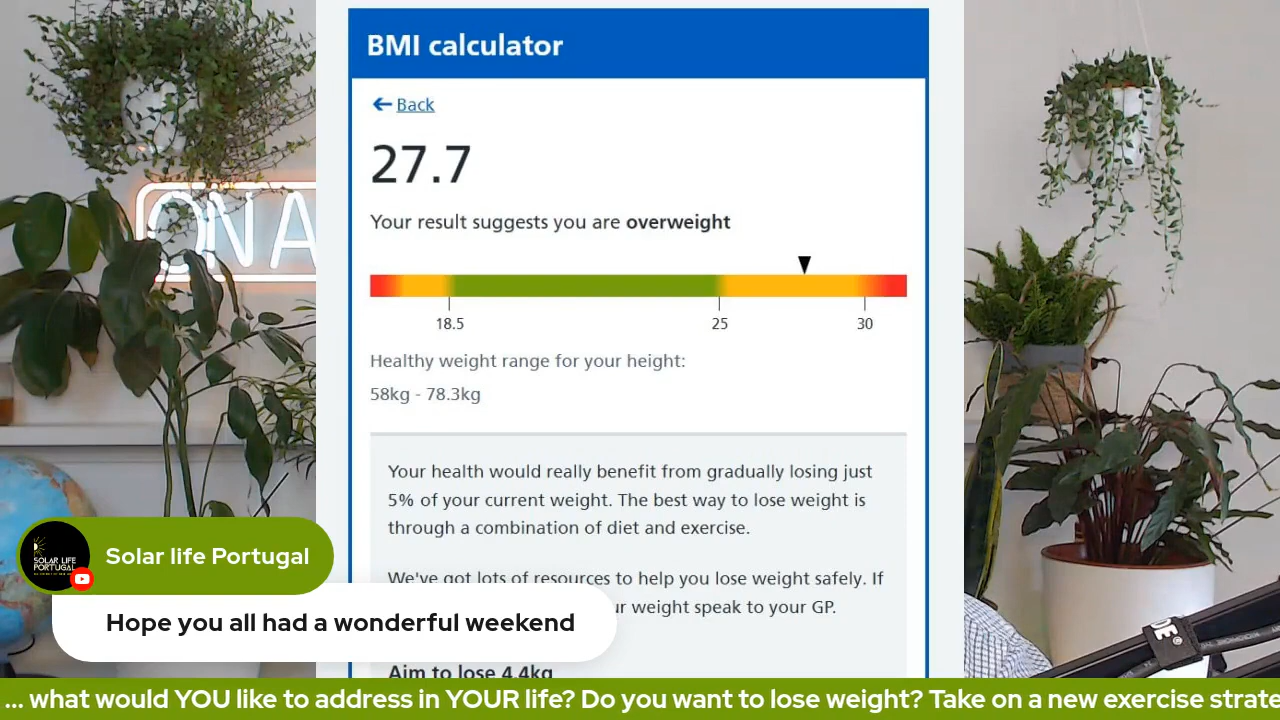 BMI calculator
Back
27.7
Your result suggests you are overweight
18.5 25 30
Healthy weight range for your height:
58kg - 78.3kg
Your health would really benefit from gradually losing just
5% of your current weight. The best way to lose weight is
through a combination of diet and exercise.
We've got lots of resources to help you lose weight safely. If
ur weight speak to your GP.
Aim to lose 4.4kg
ON A
SOLAR LIFE
PORTUGAL
Solar life Portugal
Hope you all had a wonderful weekend
... what would YOU like to address in YOUR life? Do you want to lose weight? Take on a new exercise strate